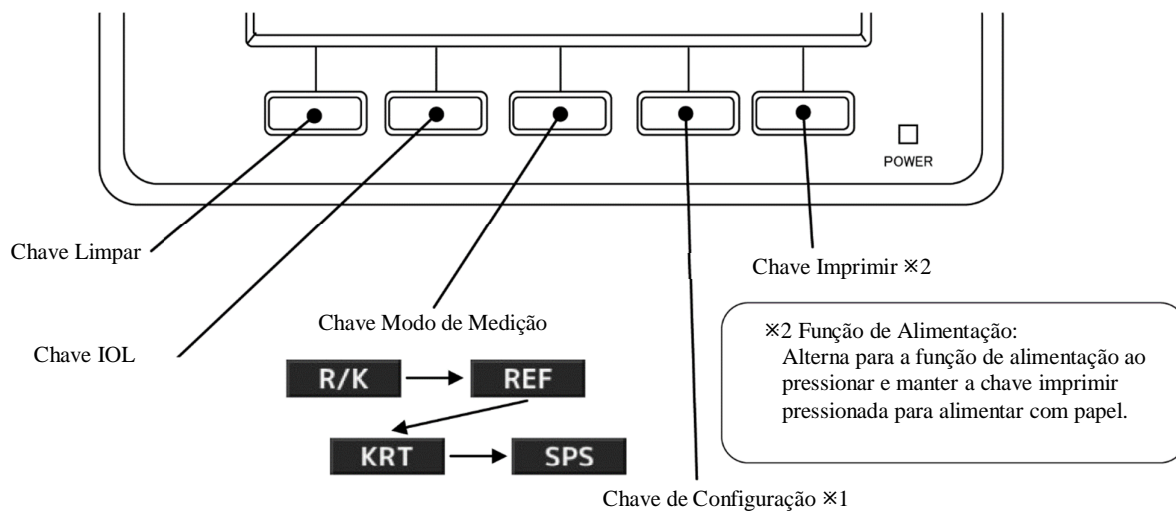 POWER
Chave Limpar
Chave Imprimir ※2
Chave Modo de Medição
Chave IOL
※2 Função de Alimentação:
Alterna para a função de alimentação ao
pressionar e manter a chave imprimir
pressionada para alimentar com papel.
R/K
REF
KRT
SPS
Chave de Configuração ※1